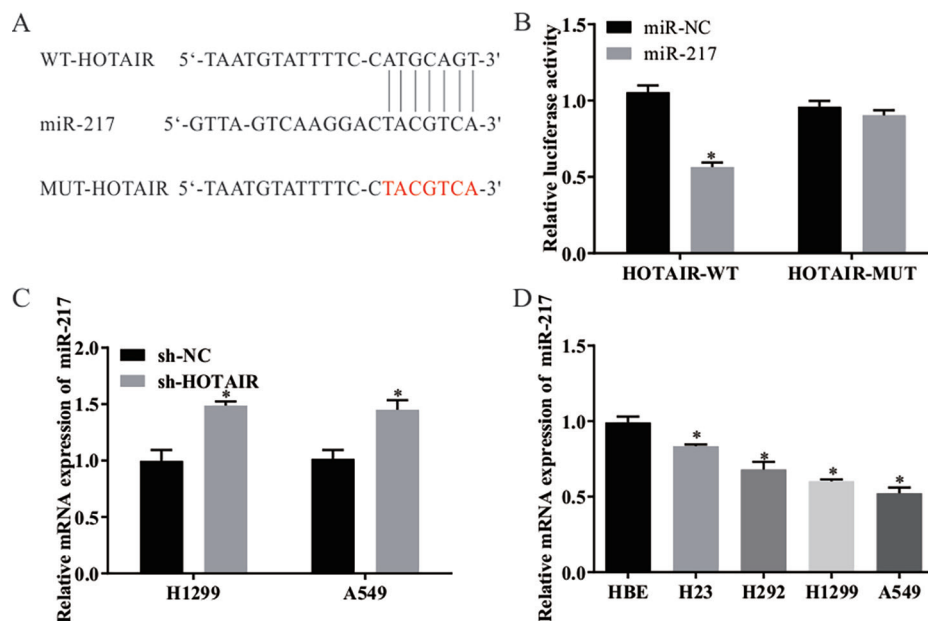 A
WT-HOTAIR 5‘-TAATGTATTTTC-CATGCAGT-3'
miR-217 5‘-GTTA-GTCAAGGACTACGTCA-3'
MUT-HOTAIR 5‘-TAATGTATTTTC-CTACGTCA-3'
B
Relative luciferase activity
1.5
1.0
0.5
0.0
miR-NC
miR-217
*
HOTAIR-WT HOTAIR-MUT
C
Relative mRNA expression of miR-217
2.0
1.5
1.0
0.5
0.0
sh-NC
sh-HOTAIR
* *
H1299 A549
D
Relative mRNA expression of miR-217
1.5
1.0
0.5
0.0
* * * *
HBE H23 H292 H1299 A549